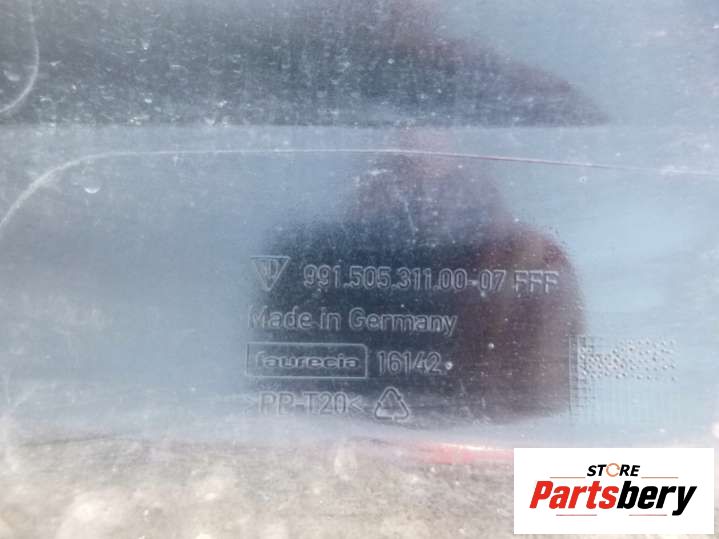 991.505.311.00-07 FFF
Made in Germany
faurecia 16142
>PP-T20<
STORE
Partsbery